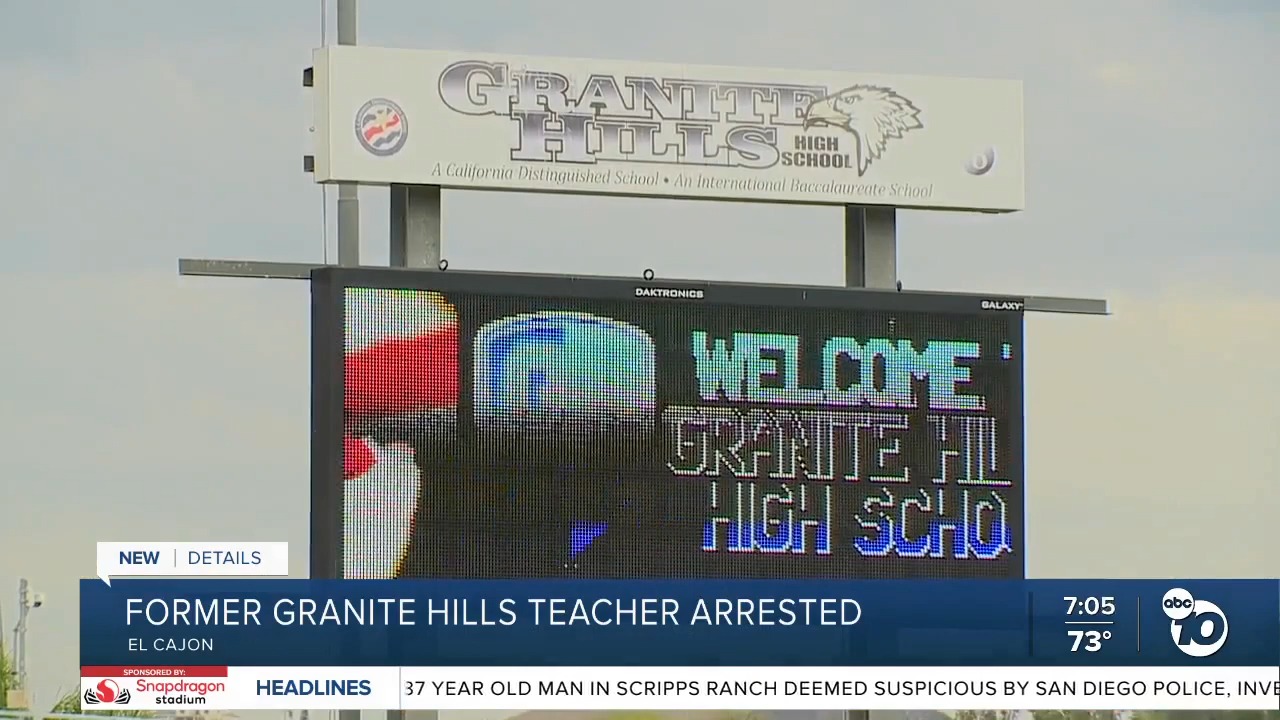 GRANITE
HILLS
HIGH
SCHOOL
A California Distinguished School • An International Baccalaureate School
DAKTRONICS
GALAXY
WELCOME
GRANITE HIL
HIGH SCHO
NEW | DETAILS
FORMER GRANITE HILLS TEACHER ARRESTED
EL CAJON
7:05
73°
abc
10
SPONSORED BY:
Snapdragon
stadium
HEADLINES
37 YEAR OLD MAN IN SCRIPPS RANCH DEEMED SUSPICIOUS BY SAN DIEGO POLICE, INVE